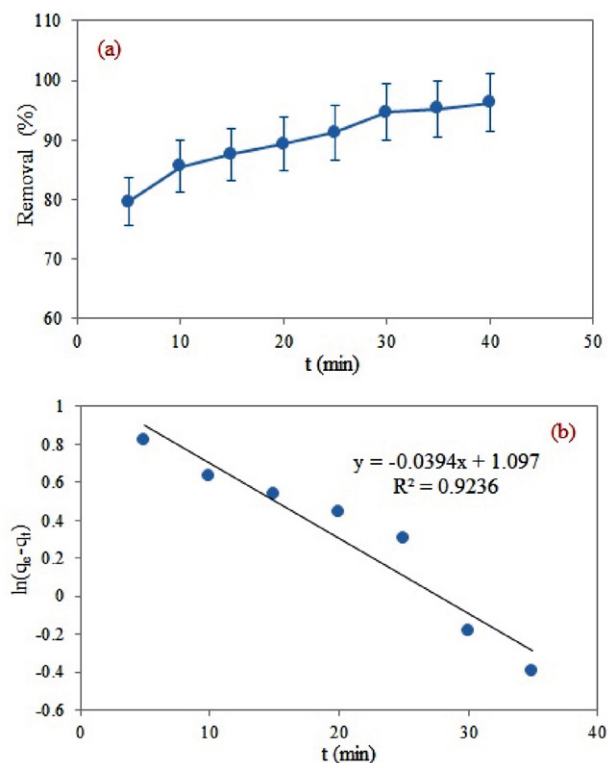 (a)
110
100
90
80
70
60
Removal (%)
0 10 20 30 40 50
t (min)
(b)
1
0.8
0.6
0.4
0.2
0
-0.2
-0.4
-0.6
ln(qe-qt)
y = -0.0394x + 1.097
R² = 0.9236
0 10 20 30 40
t (min)